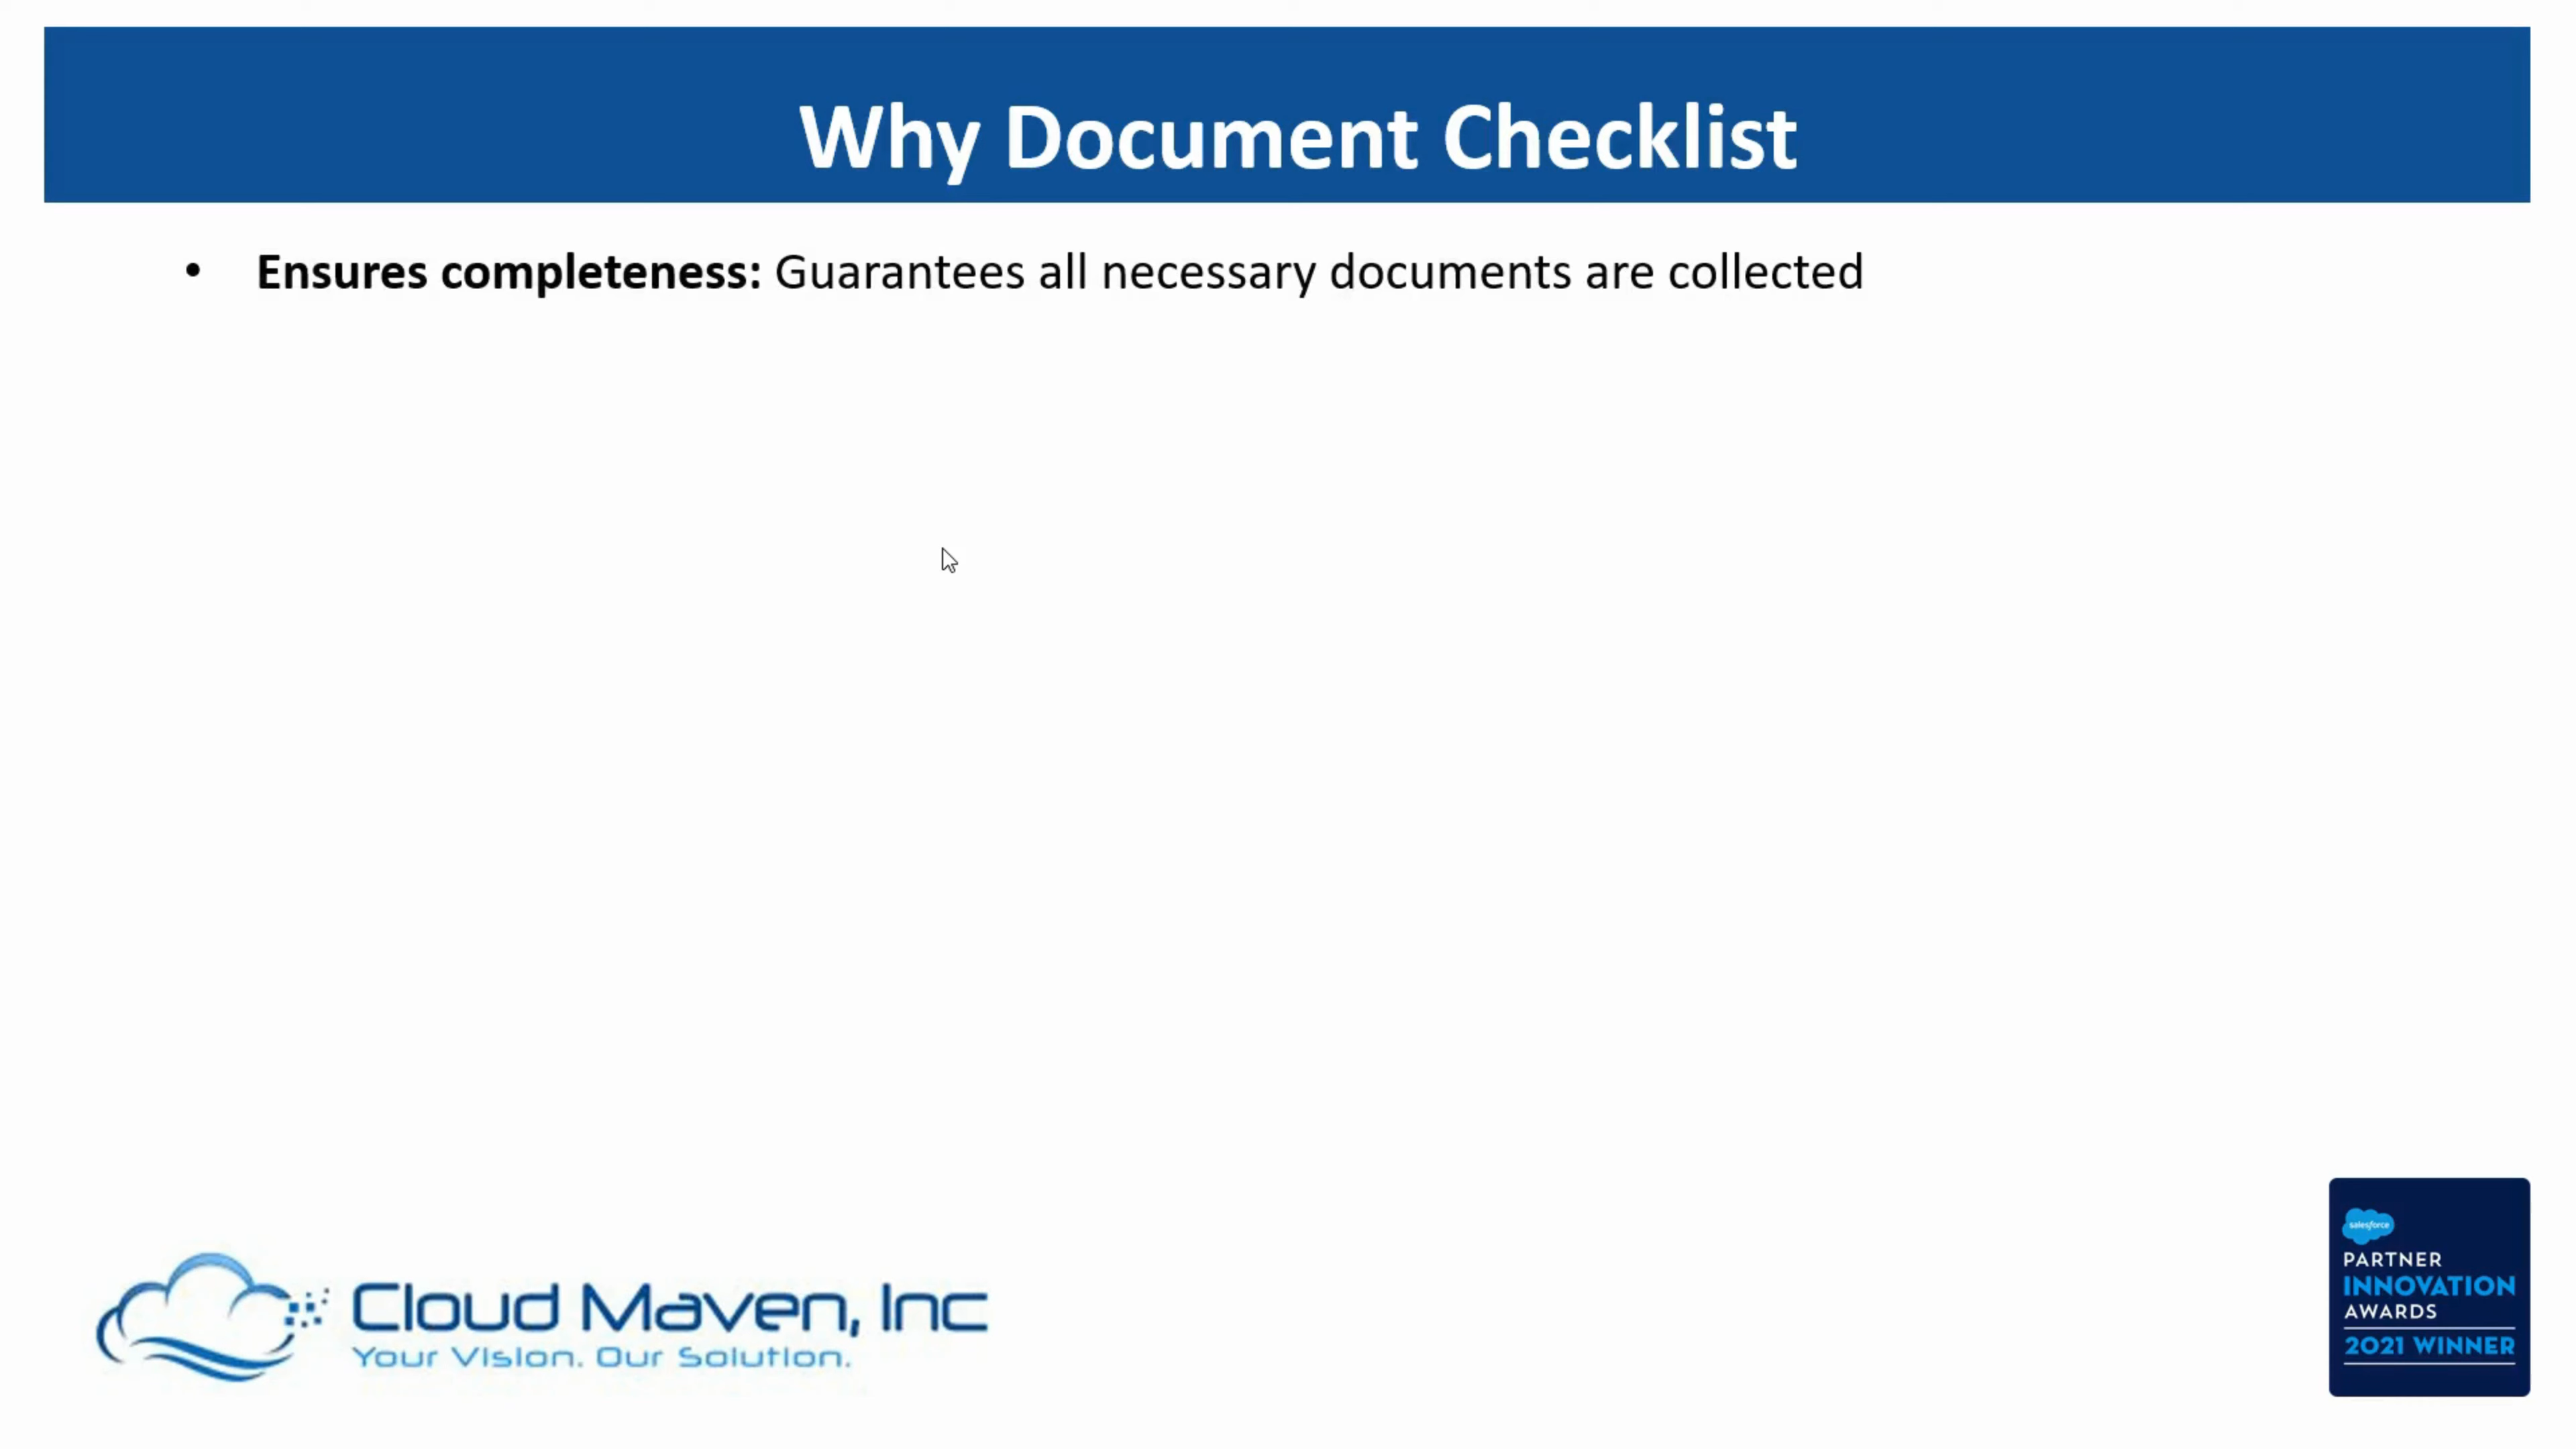 Why Document Checklist
• Ensures completeness: Guarantees all necessary documents are collected
Cloud Maven, Inc
Your Vision. Our Solution.
salesforce
PARTNER
INNOVATION
AWARDS
2021 WINNER